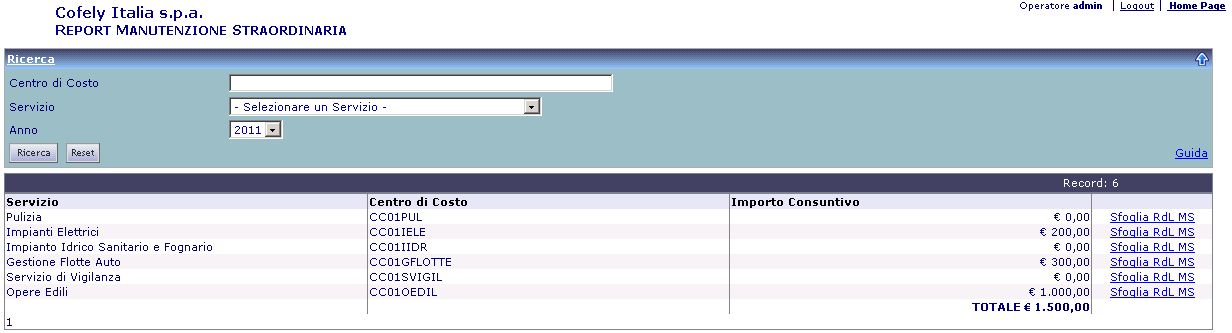 Cofely Italia s.p.a.
Operatore admin | Logout | Home Page
REPORT MANUTENZIONE STRAORDINARIA
Ricerca
Centro di Costo
Servizio - Selezionare un Servizio -
Anno 2011
Ricerca Reset Guida
Record: 6
Servizio Centro di Costo Importo Consuntivo
Pulizia CC01PUL € 0,00 Sfoglia RdL MS
Impianti Elettrici CC01IELE € 200,00 Sfoglia RdL MS
Impianto Idrico Sanitario e Fognario CC01IIDR € 0,00 Sfoglia RdL MS
Gestione Flotte Auto CC01GFLOTTE € 300,00 Sfoglia RdL MS
Servizio di Vigilanza CC01SVIGIL € 0,00 Sfoglia RdL MS
Opere Edili CC01OEDIL € 1.000,00 Sfoglia RdL MS
TOTALE € 1.500,00
1